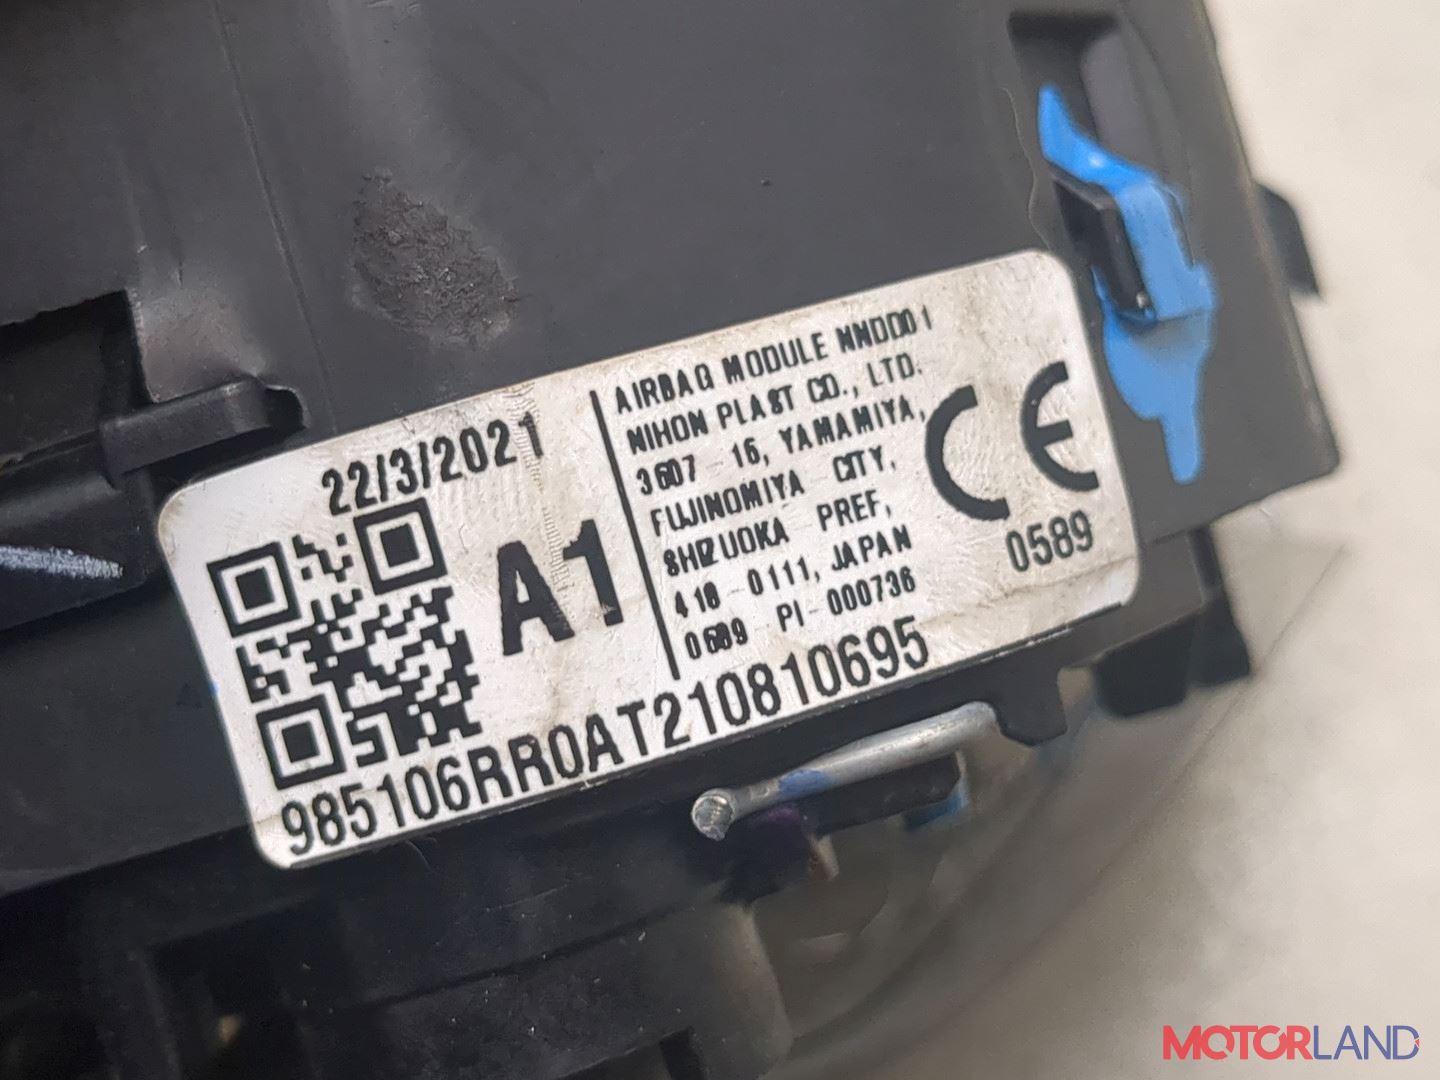 22/3/2021
A1
AIRBAG MODULE NND001
NIHON PLAST CO., LTD.
3607-16, YAMAMIYA,
FUJINOMIYA CITY,
SHIZUOKA PREF,
418-0111, JAPAN
0589 PI-000736
CE
0589
985106RR0AT210810695
MOTORLAND